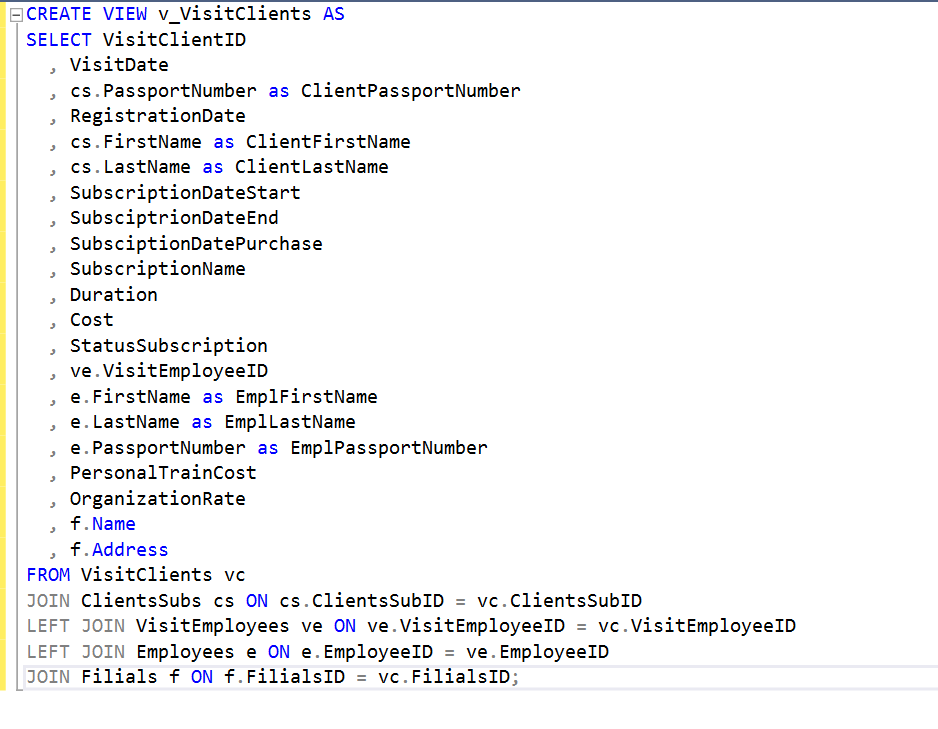 CREATE VIEW v_VisitClients AS
SELECT VisitClientID
, VisitDate
, cs.PassportNumber as ClientPassportNumber
, RegistrationDate
, cs.FirstName as ClientFirstName
, cs.LastName as ClientLastName
, SubscriptionDateStart
, SubsciptrionDateEnd
, SubsciptionDatePurchase
, SubscriptionName
, Duration
, Cost
, StatusSubscription
, ve.VisitEmployeeID
, e.FirstName as EmplFirstName
, e.LastName as EmplLastName
, e.PassportNumber as EmplPassportNumber
, PersonalTrainCost
, OrganizationRate
, f.Name
, f.Address
FROM VisitClients vc
JOIN ClientsSubs cs ON cs.ClientsSubID = vc.ClientsSubID
LEFT JOIN VisitEmployees ve ON ve.VisitEmployeeID = vc.VisitEmployeeID
LEFT JOIN Employees e ON e.EmployeeID = ve.EmployeeID
JOIN Filials f ON f.FilialsID = vc.FilialsID;